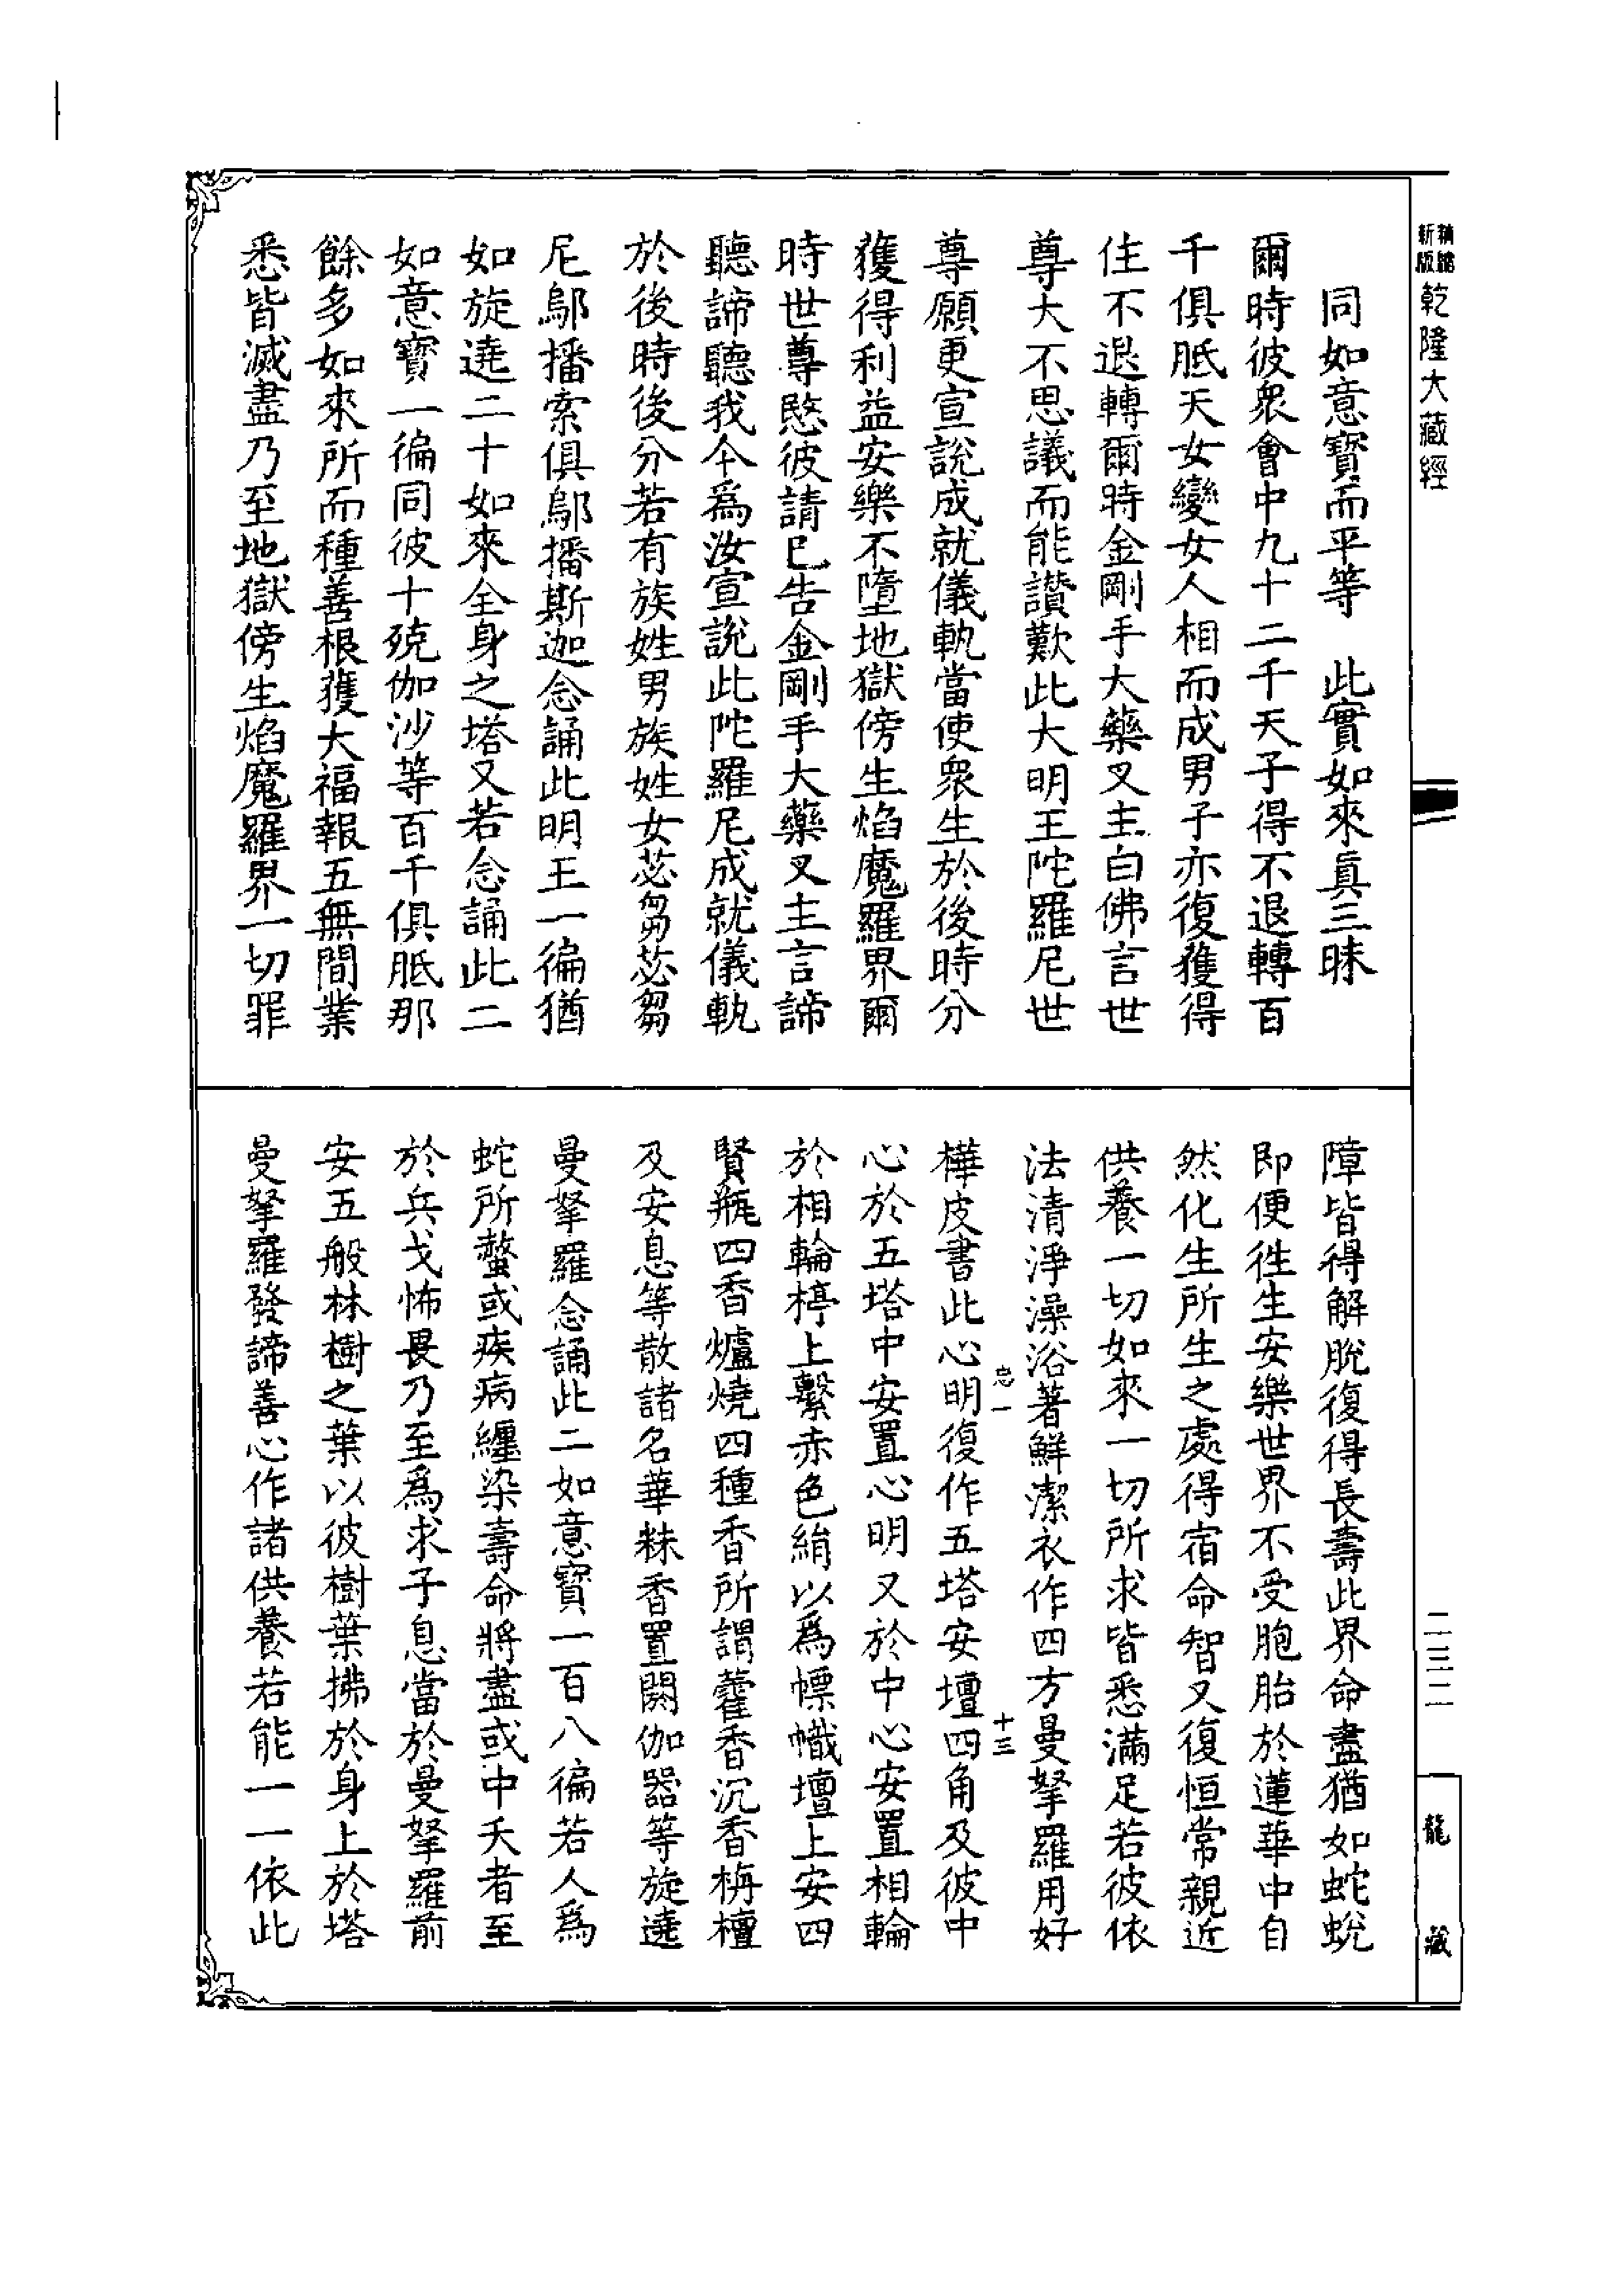 精縮新版乾隆大藏經
同如意寶而平等　此實如來真三昧
爾時彼衆會中九十二千天子得不退轉百
千俱胝天女變女人相而成男子亦復獲得
住不退轉爾時金剛手大藥叉主白佛言世
尊大不思議而能讚歎此大明王陀羅尼世
尊願更宣說成就儀軌當使衆生於後時分
獲得利益安樂不墮地獄傍生焰魔羅界爾
時世尊愍彼請已告金剛手大藥叉主言諦
聽諦聽我今爲汝宣說此陀羅尼成就儀軌
於後時後分若有族姓男族姓女苾芻苾芻
尼鄔播索俱鄔播斯迦念誦此明王一徧猶
如旋遶二十如來全身之塔又若念誦此二
如意寶一徧同彼十殑伽沙等百千俱胝那
餘多如來所而種善根獲大福報五無間業
悉皆滅盡乃至地獄傍生焰魔羅界一切罪
障皆得解脫復得長壽此界命盡猶如蛇蛻
即便徃生安樂世界不受胞胎於蓮華中自
然化生所生之處得宿命智又復恒常親近
供養一切如來一切所求皆悉滿足若彼依
法清淨澡浴著鮮潔衣作四方曼拏羅用好
忠一　十三
樺皮書此心明復作五塔安壇四角及彼中
心於五塔中安置心明又於中心安置相輪
於相輪㮁上繫赤色絹以爲幖幟壇上安四
賢瓶四香爐燒四種香所謂藿香沉香栴檀
及安息等散諸名華秣香置閼伽器等旋遶
曼拏羅念誦此二如意寶一百八徧若人爲
蛇所螫或疾病纏染壽命將盡或中夭者至
於兵戈怖畏乃至爲求子息當於曼拏羅前
安五般林樹之葉以彼樹葉拂於身上於塔
曼拏羅發諦善心作諸供養若能一一依此
二三二
龍藏